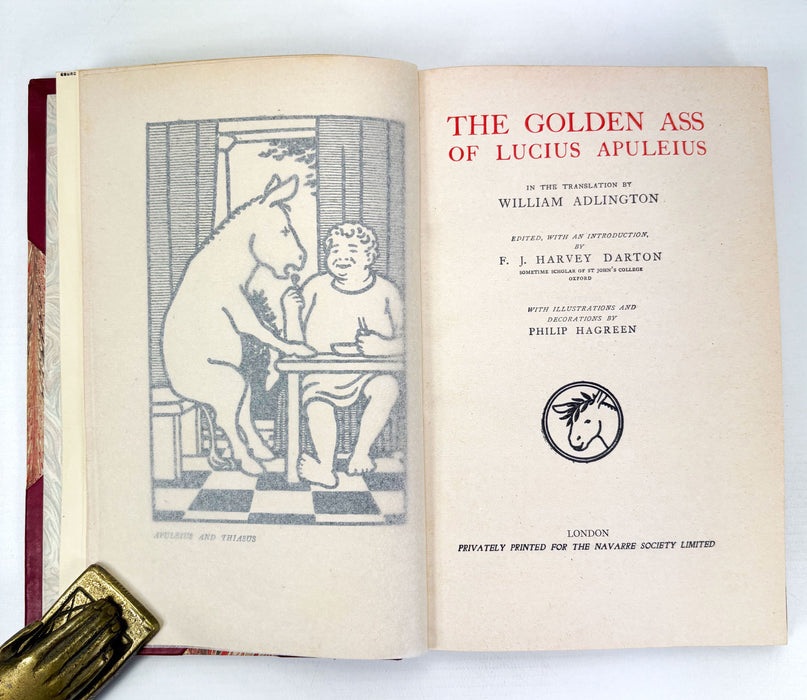 APULEIUS AND THIASUS
THE GOLDEN ASS
OF LUCIUS APULEIUS
IN THE TRANSLATION BY
WILLIAM ADLINGTON
EDITED, WITH AN INTRODUCTION,
BY
F. J. HARVEY DARTON
SOMETIME SCHOLAR OF ST JOHN'S COLLEGE
OXFORD
WITH ILLUSTRATIONS AND
DECORATIONS BY
PHILIP HAGREEN
LONDON
PRIVATELY PRINTED FOR THE NAVARRE SOCIETY LIMITED